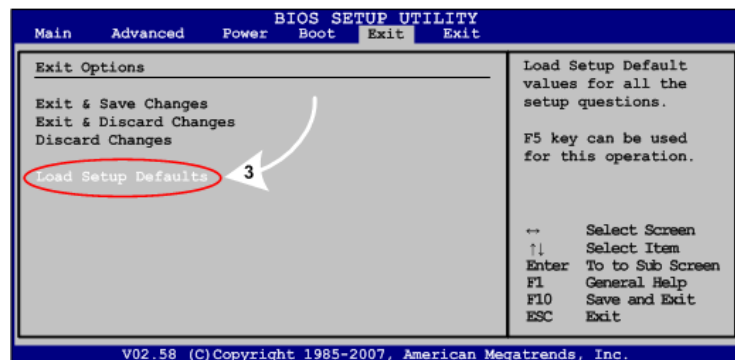 BIOS SETUP UTILITY
Main Advanced Power Boot Exit Exit
Exit Options
Exit & Save Changes
Exit & Discard Changes
Discard Changes
Load Setup Defaults
3
Load Setup Default
values for all the
setup questions.
F5 key can be used
for this operation.
↔ Select Screen
↑↓ Select Item
Enter To to Sub Screen
F1 General Help
F10 Save and Exit
ESC Exit
V02.58 (C)Copyright 1985-2007, American Megatrends, Inc.